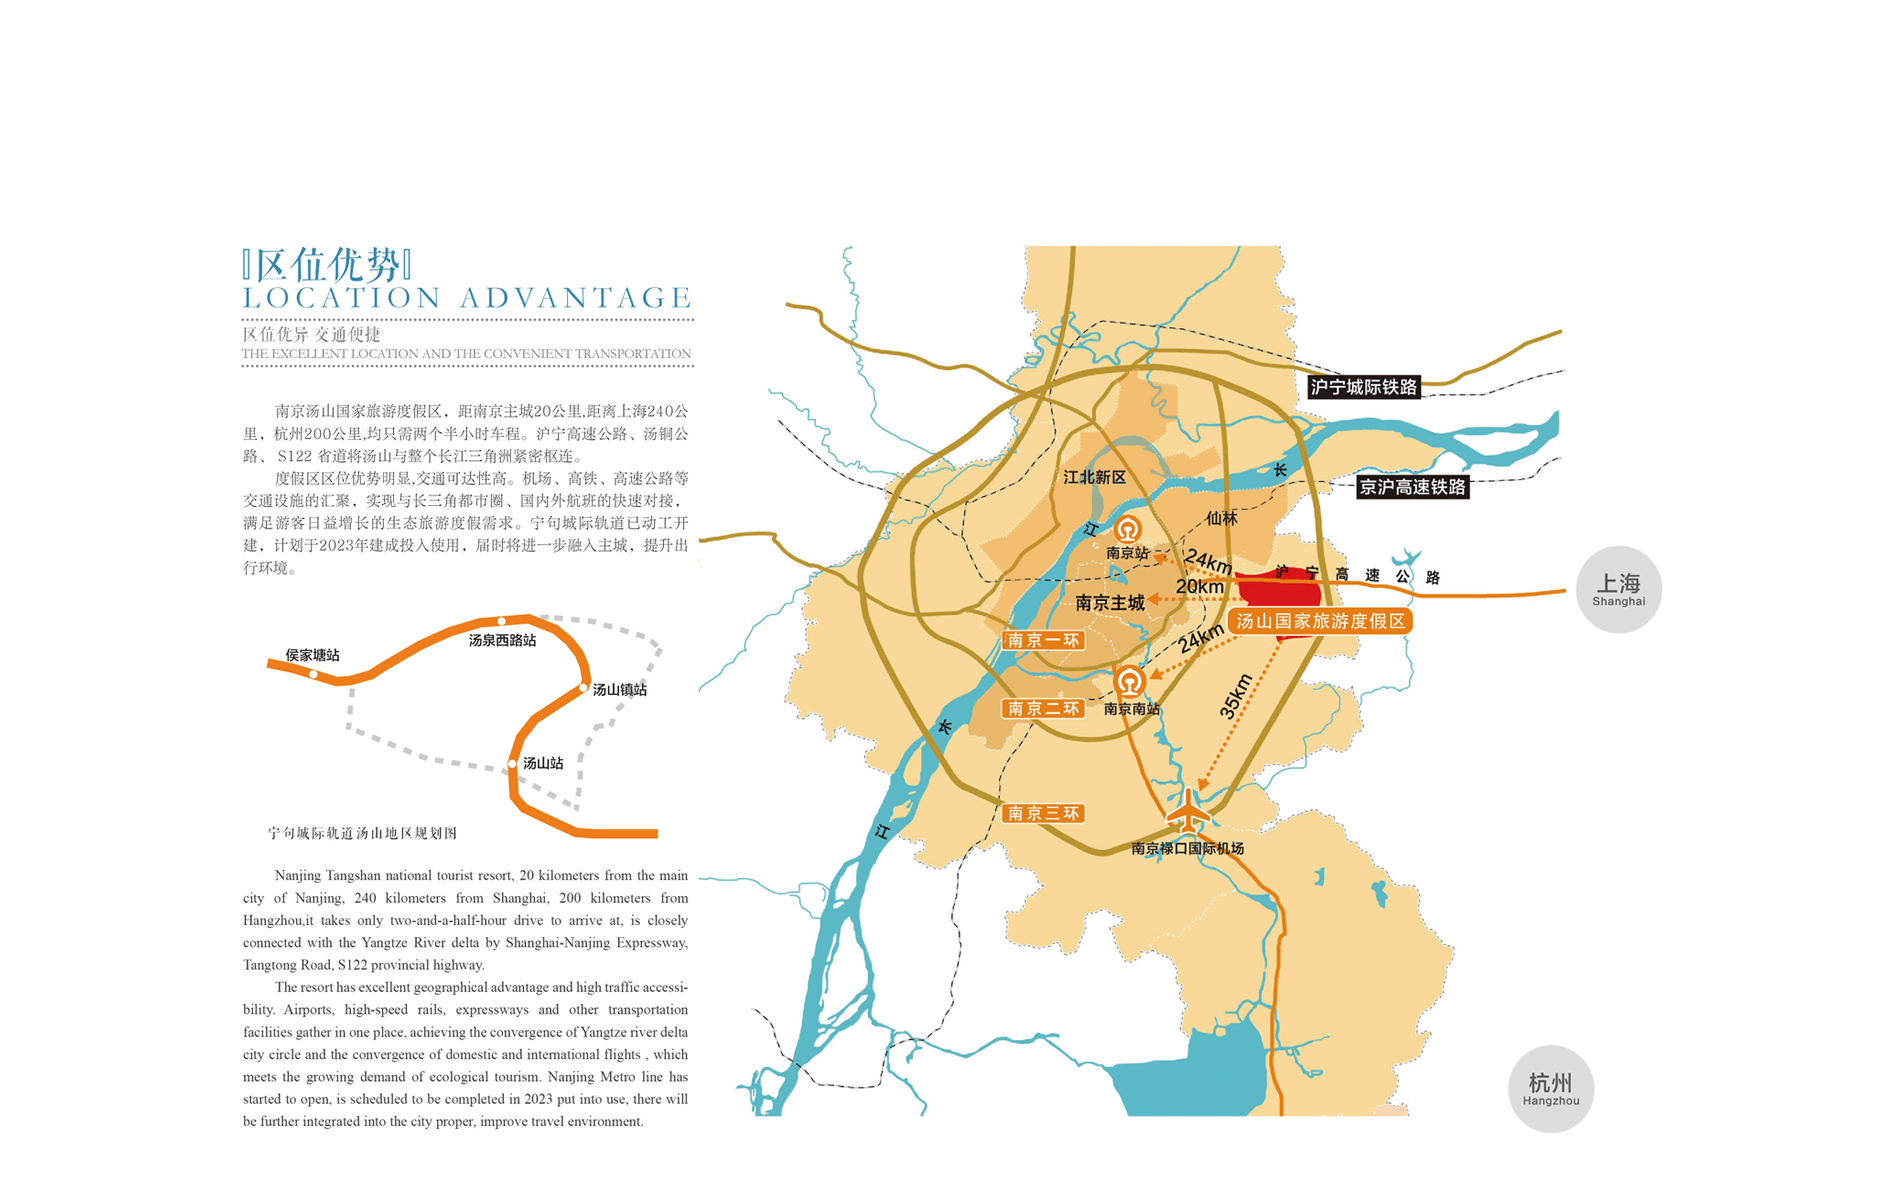 区位优势
LOCATION ADVANTAGE
区位优异 交通便捷
THE EXCELLENT LOCATION AND THE CONVENIENT TRANSPORTATION
南京汤山国家旅游度假区，距南京主城20公里,距离上海240公
里，杭州200公里,均只需两个半小时车程。沪宁高速公路、汤铜公
路、 S122 省道将汤山与整个长江三角洲紧密枢连。
度假区区位优势明显,交通可达性高。机场、高铁、高速公路等
交通设施的汇聚，实现与长三角都市圈、国内外航班的快速对接，
满足游客日益增长的生态旅游度假需求。宁句城际轨道已动工开
建，计划于2023年建成投入使用，届时将进一步融入主城，提升出
行环境。
侯家塘站
汤泉西路站
汤山镇站
汤山站
宁句城际轨道汤山地区规划图
Nanjing Tangshan national tourist resort, 20 kilometers from the main
city of Nanjing, 240 kilometers from Shanghai, 200 kilometers from
Hangzhou,it takes only two-and-a-half-hour drive to arrive at, is closely
connected with the Yangtze River delta by Shanghai-Nanjing Expressway,
Tangtong Road, S122 provincial highway.
The resort has excellent geographical advantage and high traffic accessi-
bility. Airports, high-speed rails, expressways and other transportation
facilities gather in one place, achieving the convergence of Yangtze river delta
city circle and the convergence of domestic and international flights , which
meets the growing demand of ecological tourism. Nanjing Metro line has
started to open, is scheduled to be completed in 2023 put into use, there will
be further integrated into the city proper, improve travel environment.
沪宁城际铁路
长
江北新区
京沪高速铁路
仙林
江
南京站
24km
沪 宁 高 速 公 路
20km
上海
Shanghai
南京主城
汤山国家旅游度假区
南京一环
24km
35km
南京二环
南京南站
长
南京三环
江
南京禄口国际机场
杭州
Hangzhou